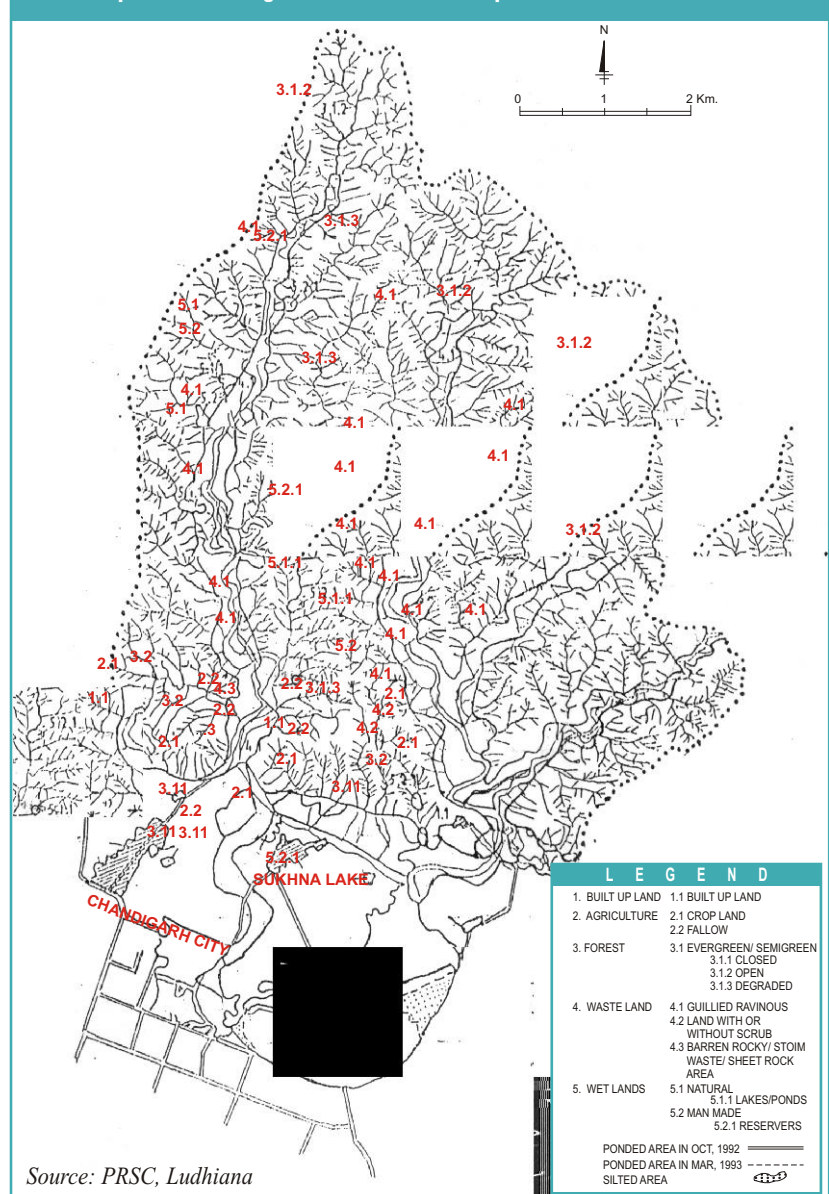 N
0 1 2 Km.
3.1.2
4.1 3.1.3
5.2.1
4.1 3.1.2
5.1
5.2
3.1.2
3.1.3
4.1
5.1 4.1
4.1
4.1
4.1 4.1
5.2.1
4.1 4.1 3.1.2
5.1.1 4.1
4.1 4.1
5.1.1
4.1 4.1 4.1
4.1
5.2
2.1 3.2
2.2 4.1
4.3 2.2 3.1.3
1.1 3.2 2.1
2.2 4.2
.3 1.1 2.2 4.2
2.1 2.1
2.1 3.2
3.11 2.1 3.11
2.2
3.11 3.11
5.2.1
SUKHNA LAKE
CHANDIGARH CITY
L E G E N D
1. BUILT UP LAND 1.1 BUILT UP LAND
2. AGRICULTURE 2.1 CROP LAND
2.2 FALLOW
3. FOREST 3.1 EVERGREEN/ SEMIGREEN
3.1.1 CLOSED
3.1.2 OPEN
3.1.3 DEGRADED
4. WASTE LAND 4.1 GUILLIED RAVINOUS
4.2 LAND WITH OR
WITHOUT SCRUB
4.3 BARREN ROCKY/ STOIM
WASTE/ SHEET ROCK
AREA
5. WET LANDS 5.1 NATURAL
5.1.1 LAKES/PONDS
5.2 MAN MADE
5.2.1 RESERVERS
PONDED AREA IN OCT, 1992
PONDED AREA IN MAR, 1993
SILTED AREA
Source: PRSC, Ludhiana